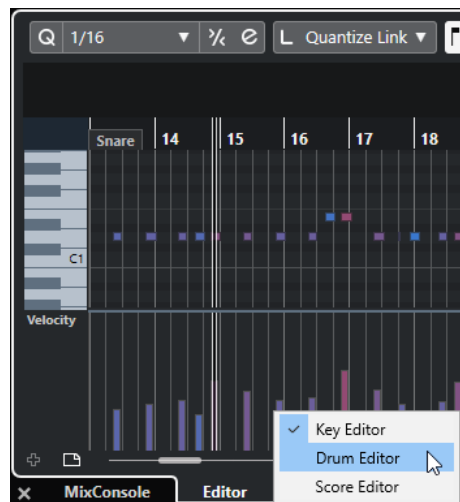 Q 1/16 L Quantize Link
Snare 14 15 16 17 18
C1
Velocity
Key Editor
Drum Editor
Score Editor
MixConsole Editor